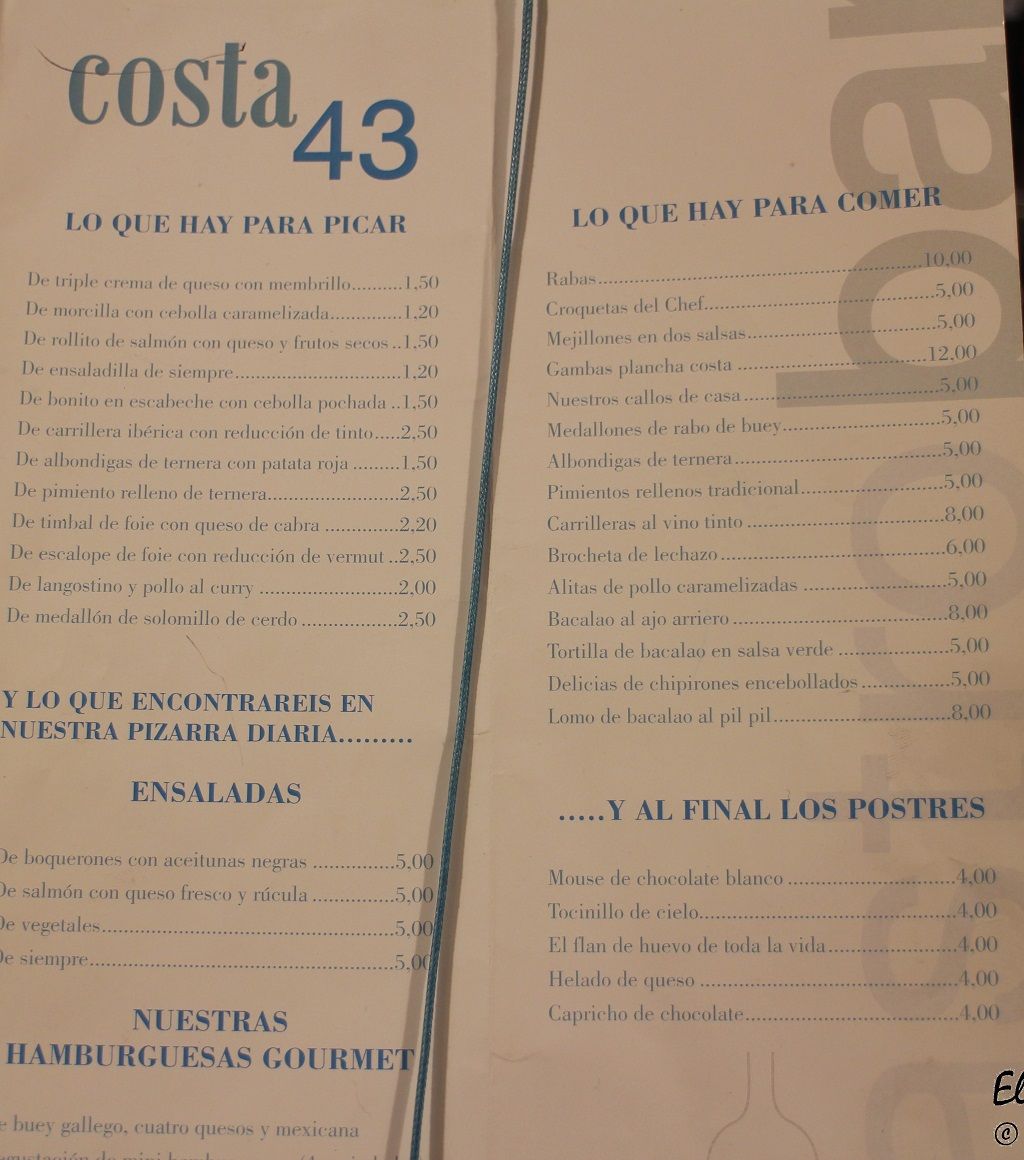 costa
43
LO QUE HAY PARA PICAR
De triple crema de queso con membrillo..........1,50
De morcilla con cebolla caramelizada.............1,20
De rollito de salmón con queso y frutos secos ..1,50
De ensaladilla de siempre..............................1,20
De bonito en escabeche con cebolla pochada ..1,50
De carrillera ibérica con reducción de tinto.....2,50
De albondigas de ternera con patata roja ........1,50
De pimiento relleno de ternera.......................2,50
De timbal de foie con queso de cabra .............2,20
De escalope de foie con reducción de vermut ..2,50
De langostino y pollo al curry ........................2,00
De medallón de solomillo de cerdo .................2,50
Y LO QUE ENCONTRAREIS EN
NUESTRA PIZARRA DIARIA.........
ENSALADAS
De boquerones con aceitunas negras ..............5,00
De salmón con queso fresco y rúcula ..............5,00
De vegetales....................................................5,00
De siempre......................................................5,00
NUESTRAS
HAMBURGUESAS GOURMET
buey gallego, cuatro quesos y mexicana
de mini
LO QUE HAY PARA COMER
Rabas..........................................................10,00
Croquetas del Chef.........................................5,00
Mejillones en dos salsas..................................5,00
Gambas plancha costa ..................................12,00
Nuestros callos de casa ...................................5,00
Medallones de rabo de buey............................5,00
Albondigas de ternera.....................................5,00
Pimientos rellenos tradicional.........................5,00
Carrilleras al vino tinto ...................................8,00
Brocheta de lechazo ........................................6,00
Alitas de pollo caramelizadas .........................5,00
Bacalao al ajo arriero ......................................8,00
Tortilla de bacalao en salsa verde ....................5,00
Delicias de chipirones encebollados ................5,00
Lomo de bacalao al pil pil................................8,00
.....Y AL FINAL LOS POSTRES
Mouse de chocolate blanco ..............................4,00
Tocinillo de cielo..............................................4,00
El flan de huevo de toda la vida.......................4,00
Helado de queso ..............................................4,00
Capricho de chocolate......................................4,00
El
©